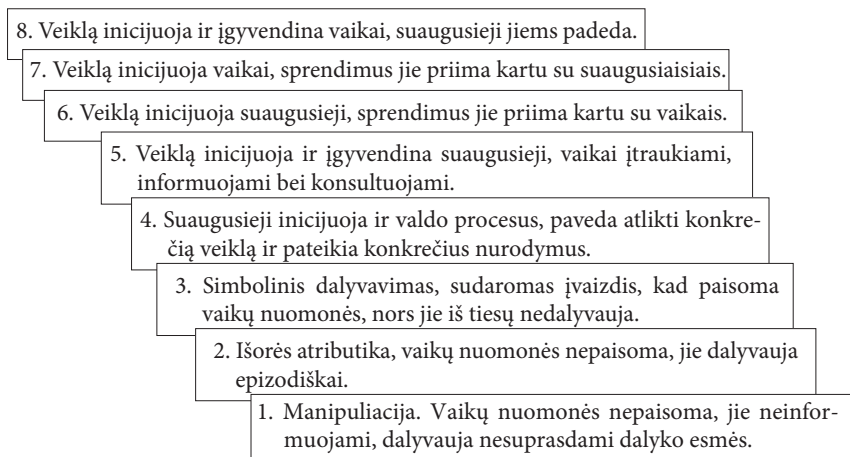 8. Veiklą inicijuoja ir įgyvendina vaikai, suaugusieji jiems padeda.
7. Veiklą inicijuoja vaikai, sprendimus jie priima kartu su suaugusiaisiais.
6. Veiklą inicijuoja suaugusieji, sprendimus jie priima kartu su vaikais.
5. Veiklą inicijuoja ir įgyvendina suaugusieji, vaikai įtraukiami,
informuojami bei konsultuojami.
4. Suaugusieji inicijuoja ir valdo procesus, paveda atlikti konkre-
čią veiklą ir pateikia konkrečius nurodymus.
3. Simbolinis dalyvavimas, sudaromas įvaizdis, kad paisoma
vaikų nuomonės, nors jie iš tiesų nedalyvauja.
2. Išorės atributika, vaikų nuomonės nepaisoma, jie dalyvauja
epizodiškai.
1. Manipuliacija. Vaikų nuomonės nepaisoma, jie neinfor-
muojami, dalyvauja nesuprasdami dalyko esmės.